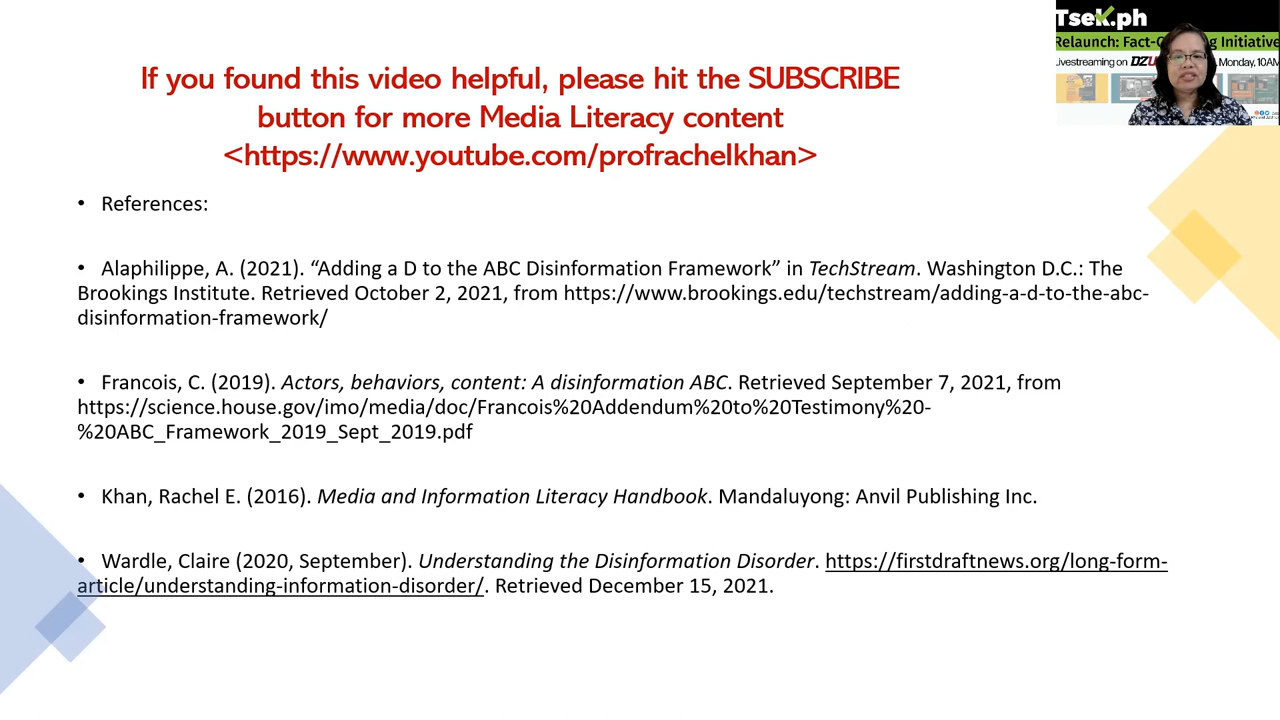 Tsek.ph
Relaunch: Fact-C g Initiative
Livestreaming on DZU Monday, 10AM
If you found this video helpful, please hit the SUBSCRIBE
button for more Media Literacy content
<https://www.youtube.com/profrachelkhan>
• References:
• Alaphilippe, A. (2021). “Adding a D to the ABC Disinformation Framework” in TechStream. Washington D.C.: The
Brookings Institute. Retrieved October 2, 2021, from https://www.brookings.edu/techstream/adding-a-d-to-the-abc-
disinformation-framework/
• Francois, C. (2019). Actors, behaviors, content: A disinformation ABC. Retrieved September 7, 2021, from
https://science.house.gov/imo/media/doc/Francois%20Addendum%20to%20Testimony%20-
%20ABC_Framework_2019_Sept_2019.pdf
• Khan, Rachel E. (2016). Media and Information Literacy Handbook. Mandaluyong: Anvil Publishing Inc.
• Wardle, Claire (2020, September). Understanding the Disinformation Disorder. https://firstdraftnews.org/long-form-
article/understanding-information-disorder/. Retrieved December 15, 2021.